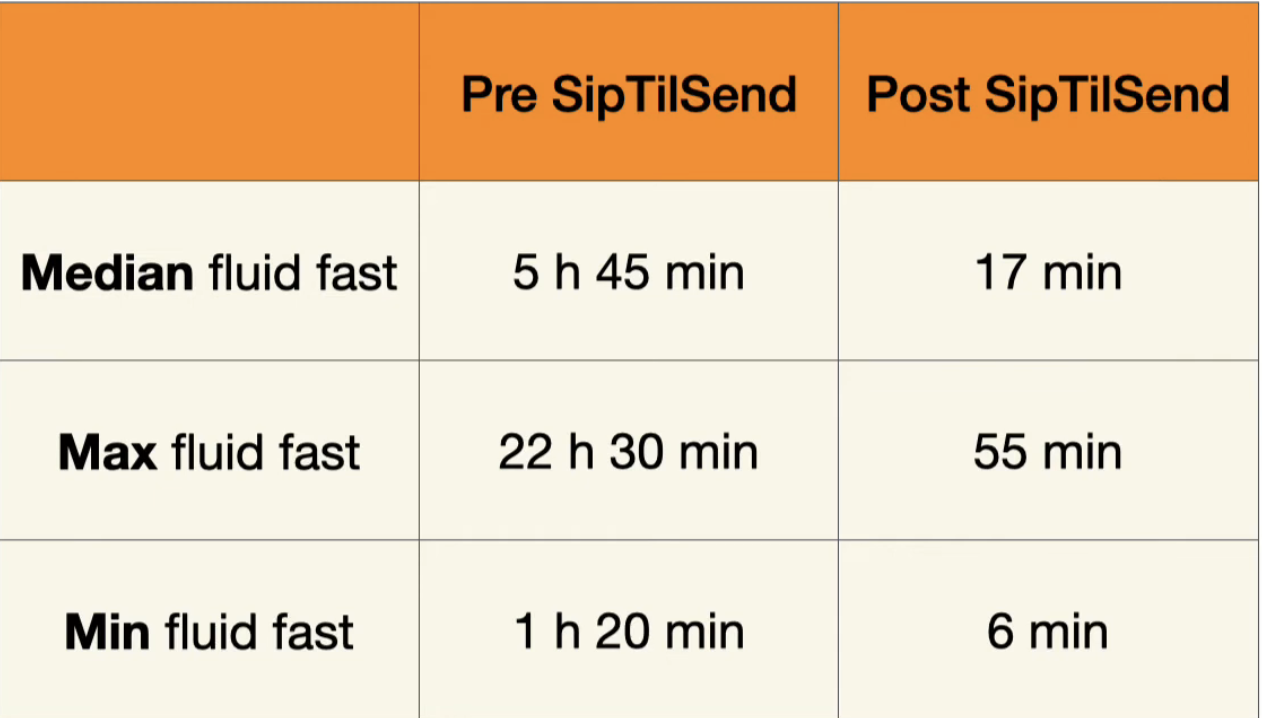 Pre SipTilSend Post SipTilSend
Median fluid fast 5 h 45 min 17 min
Max fluid fast 22 h 30 min 55 min
Min fluid fast 1 h 20 min 6 min